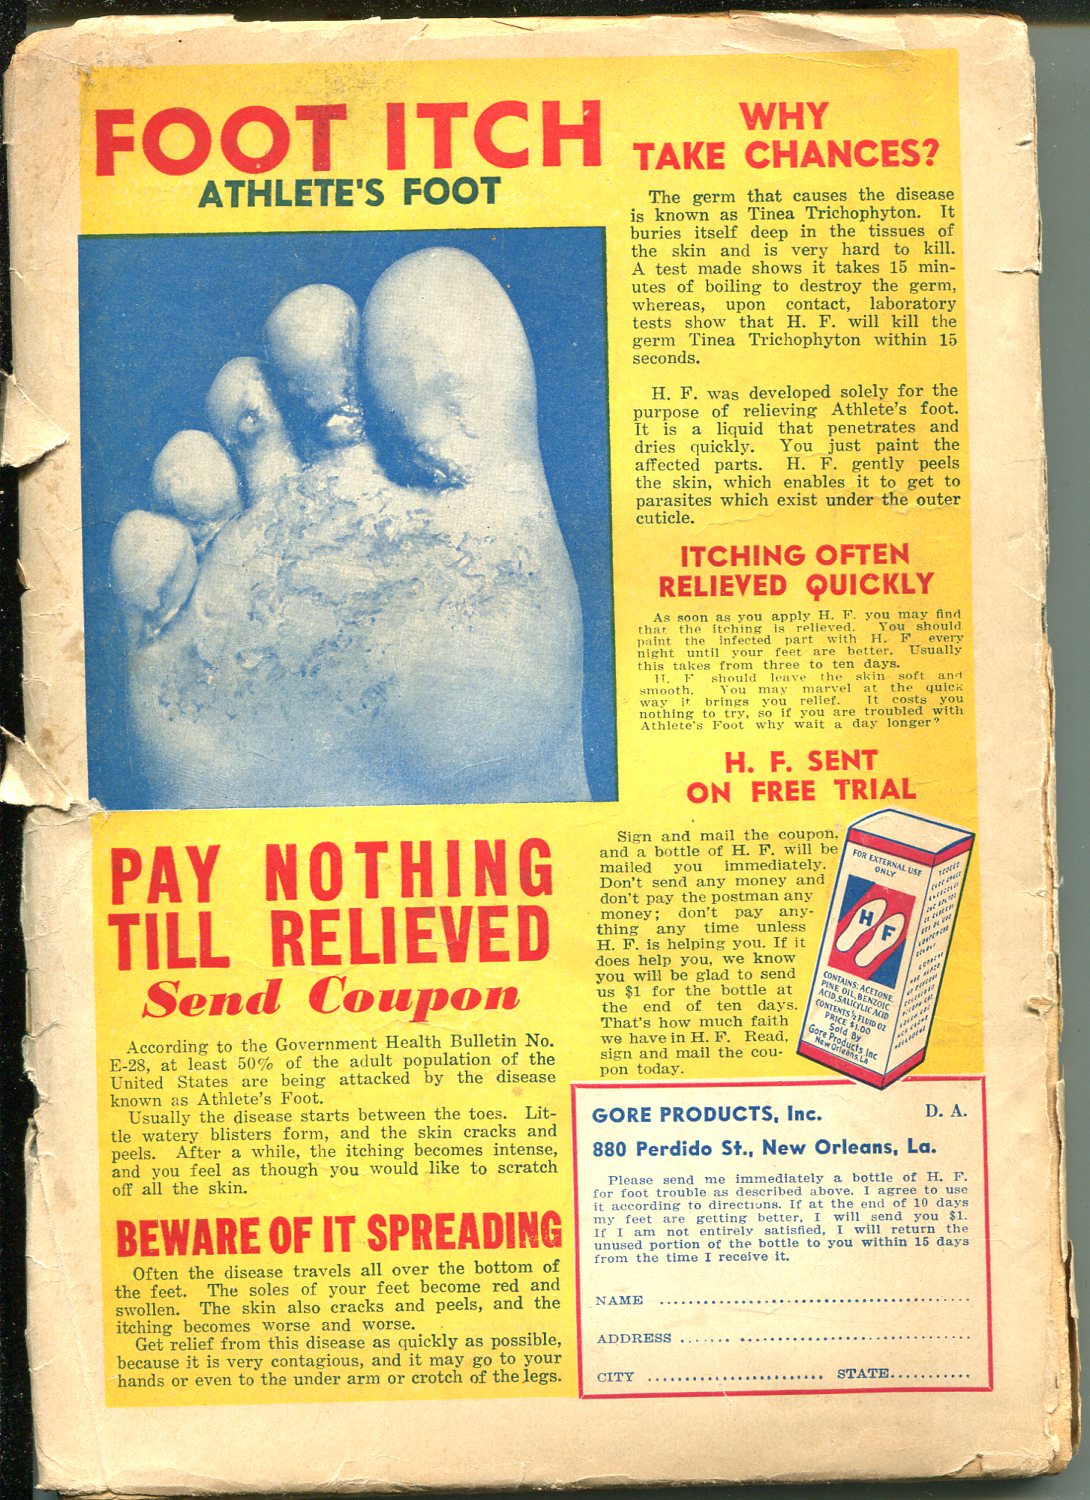 FOOT ITCH
ATHLETE'S FOOT
WHY
TAKE CHANCES?
The germ that causes the disease
is known as Tinea Trichophyton. It
buries itself deep in the tissues of
the skin and is very hard to kill.
A test made shows it takes 15 min-
utes of boiling to destroy the germ,
whereas, upon contact, laboratory
tests show that H. F. will kill the
germ Tinea Trichophyton within 15
seconds.
H. F. was developed solely for the
purpose of relieving Athlete's foot.
It is a liquid that penetrates and
dries quickly. You just paint the
affected parts. H. F. gently peels
the skin, which enables it to get to
parasites which exist under the outer
cuticle.
ITCHING OFTEN
RELIEVED QUICKLY
As soon as you apply H. F. you may find
that the itching is relieved. You should
paint the infected part with H. F every
night until your feet are better. Usually
this takes from three to ten days.
H. F should leave the skin soft and
smooth. You may marvel at the quick
way it brings you relief. It costs you
nothing to try, so if you are troubled with
Athlete's Foot why wait a day longer?
H. F. SENT
ON FREE TRIAL
Sign and mail the coupon,
and a bottle of H. F. will be
mailed you immediately.
Don't send any money and
don't pay the postman any
money; don't pay any-
thing any time unless
H. F. is helping you. If it
does help you, we know
you will be glad to send
us $1 for the bottle at
the end of ten days.
That's how much faith
we have in H. F. Read,
sign and mail the cou-
pon today.
FOR EXTERNAL USE
ONLY
H F
CONTAINS: ACETONE,
PINE OIL, BENZOIC
ACID, SALICYLIC ACID
CONTENTS ½ FLUID OZ
PRICE $1.00
Sold By
Gore Products Inc
New Orleans, La
PAY NOTHING
TILL RELIEVED
Send Coupon
According to the Government Health Bulletin No.
E-28, at least 50% of the adult population of the
United States are being attacked by the disease
known as Athlete's Foot.
Usually the disease starts between the toes. Lit-
tle watery blisters form, and the skin cracks and
peels. After a while, the itching becomes intense,
and you feel as though you would like to scratch
off all the skin.
BEWARE OF IT SPREADING
Often the disease travels all over the bottom of
the feet. The soles of your feet become red and
swollen. The skin also cracks and peels, and the
itching becomes worse and worse.
Get relief from this disease as quickly as possible,
because it is very contagious, and it may go to your
hands or even to the under arm or crotch of the legs.
GORE PRODUCTS, Inc. D. A.
880 Perdido St., New Orleans, La.
Please send me immediately a bottle of H. F.
for foot trouble as described above. I agree to use
it according to directions. If at the end of 10 days
my feet are getting better, I will send you $1.
If I am not entirely satisfied, I will return the
unused portion of the bottle to you within 15 days
from the time I receive it.
NAME
ADDRESS
CITY STATE